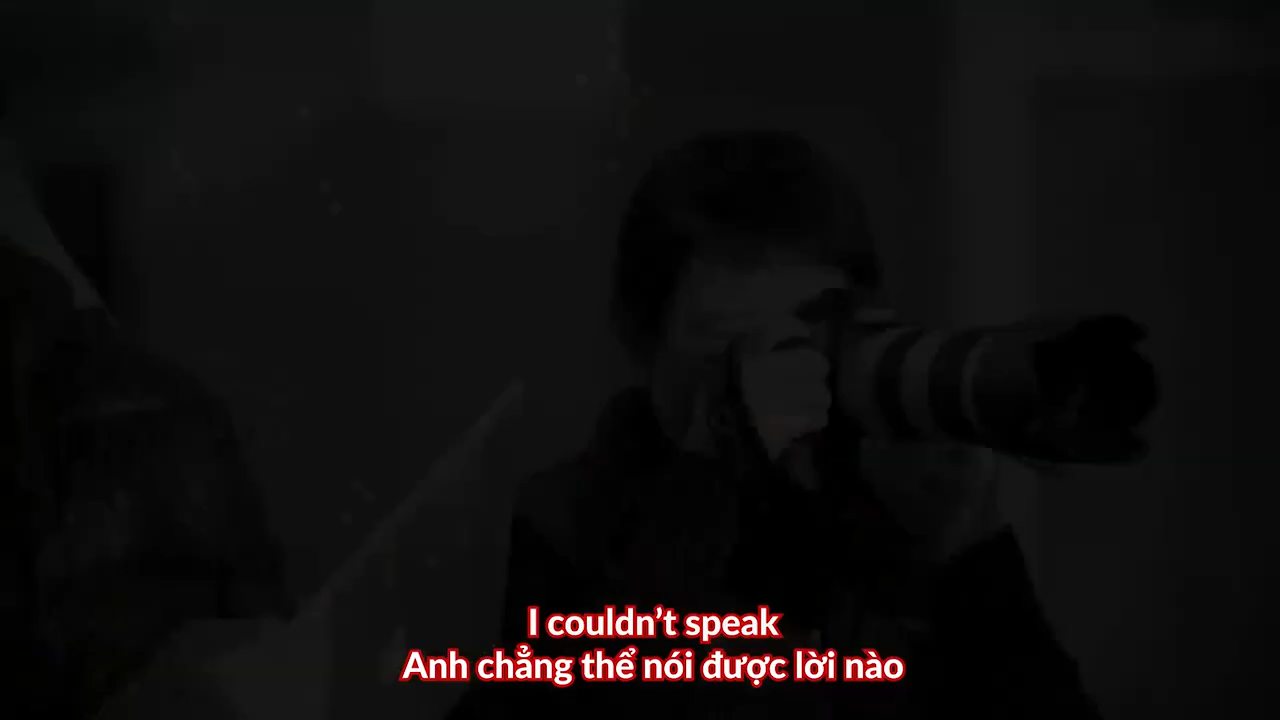 I couldn’t speak
Anh chẳng thể nói được lời nào